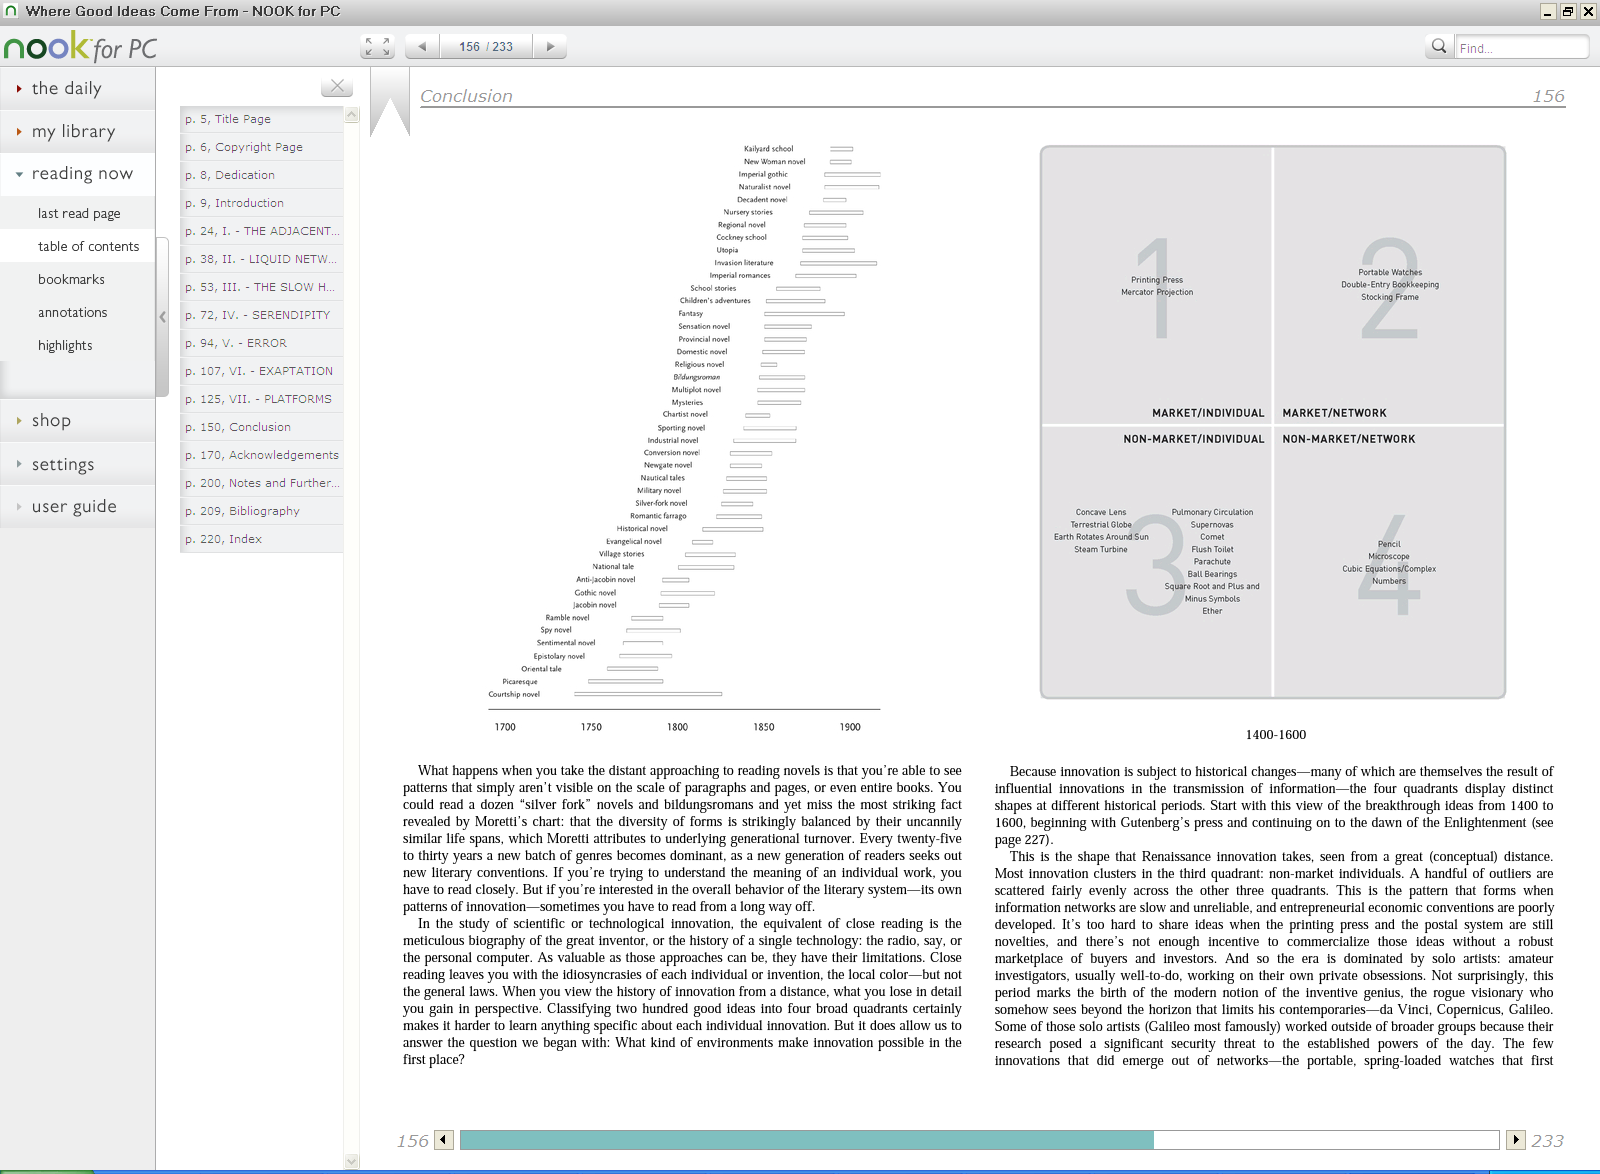 Where Good Ideas Come From - NOOK for PC
nook for PC
156 / 233
Find...
the daily
my library
reading now
last read page
table of contents
bookmarks
annotations
highlights
shop
settings
user guide
p. 5, Title Page
p. 6, Copyright Page
p. 8, Dedication
p. 9, Introduction
p. 24, I. - THE ADJACENT...
p. 38, II. - LIQUID NETW...
p. 53, III. - THE SLOW H...
p. 72, IV. - SERENDIPITY
p. 94, V. - ERROR
p. 107, VI. - EXAPTATION
p. 125, VII. - PLATFORMS
p. 150, Conclusion
p. 170, Acknowledgements
p. 200, Notes and Further...
p. 209, Bibliography
p. 220, Index
Conclusion
156
Kailyard school
New Woman novel
Imperial gothic
Naturalist novel
Decadent novel
Nursery stories
Regional novel
Cockney school
Utopia
Invasion literature
Imperial romances
School stories
Children's adventures
Fantasy
Sensation novel
Provincial novel
Domestic novel
Religious novel
Bildungsroman
Multiplot novel
Mysteries
Chartist novel
Sporting novel
Industrial novel
Conversion novel
Newgate novel
Nautical tales
Military novel
Silver-fork novel
Romantic farrago
Historical novel
Evangelical novel
Village stories
National tale
Anti-Jacobin novel
Gothic novel
Jacobin novel
Ramble novel
Spy novel
Sentimental novel
Epistolary novel
Oriental tale
Picaresque
Courtship novel
1700 1750 1800 1850 1900
What happens when you take the distant approaching to reading novels is that you're able to see
patterns that simply aren't visible on the scale of paragraphs and pages, or even entire books. You
could read a dozen “silver fork” novels and bildungsromans and yet miss the most striking fact
revealed by Moretti's chart: that the diversity of forms is strikingly balanced by their uncannily
similar life spans, which Moretti attributes to underlying generational turnover. Every twenty-five
to thirty years a new batch of genres becomes dominant, as a new generation of readers seeks out
new literary conventions. If you're trying to understand the meaning of an individual work, you
have to read closely. But if you're interested in the overall behavior of the literary system—its own
patterns of innovation—sometimes you have to read from a long way off.
In the study of scientific or technological innovation, the equivalent of close reading is the
meticulous biography of the great inventor, or the history of a single technology: the radio, say, or
the personal computer. As valuable as those approaches can be, they have their limitations. Close
reading leaves you with the idiosyncrasies of each individual or invention, the local color—but not
the general laws. When you view the history of innovation from a distance, what you lose in detail
you gain in perspective. Classifying two hundred good ideas into four broad quadrants certainly
makes it harder to learn anything specific about each individual innovation. But it does allow us to
answer the question we began with: What kind of environments make innovation possible in the
first place?
1
Printing Press
Mercator Projection
MARKET/INDIVIDUAL
2
Portable Watches
Double-Entry Bookkeeping
Stocking Frame
MARKET/NETWORK
NON-MARKET/INDIVIDUAL
3
Concave Lens
Terrestrial Globe
Earth Rotates Around Sun
Steam Turbine
Pulmonary Circulation
Supernovas
Comet
Flush Toilet
Parachute
Ball Bearings
Square Root and Plus and
Minus Symbols
Ether
NON-MARKET/NETWORK
4
Pencil
Microscope
Cubic Equations/Complex
Numbers
1400-1600
Because innovation is subject to historical changes—many of which are themselves the result of
influential innovations in the transmission of information—the four quadrants display distinct
shapes at different historical periods. Start with this view of the breakthrough ideas from 1400 to
1600, beginning with Gutenberg's press and continuing on to the dawn of the Enlightenment (see
page 227).
This is the shape that Renaissance innovation takes, seen from a great (conceptual) distance.
Most innovation clusters in the third quadrant: non-market individuals. A handful of outliers are
scattered fairly evenly across the other three quadrants. This is the pattern that forms when
information networks are slow and unreliable, and entrepreneurial economic conventions are poorly
developed. It's too hard to share ideas when the printing press and the postal system are still
novelties, and there's not enough incentive to commercialize those ideas without a robust
marketplace of buyers and investors. And so the era is dominated by solo artists: amateur
investigators, usually well-to-do, working on their own private obsessions. Not surprisingly, this
period marks the birth of the modern notion of the inventive genius, the rogue visionary who
somehow sees beyond the horizon that limits his contemporaries—da Vinci, Copernicus, Galileo.
Some of those solo artists (Galileo most famously) worked outside of broader groups because their
research posed a significant security threat to the established powers of the day. The few
innovations that did emerge out of networks—the portable, spring-loaded watches that first
156
233